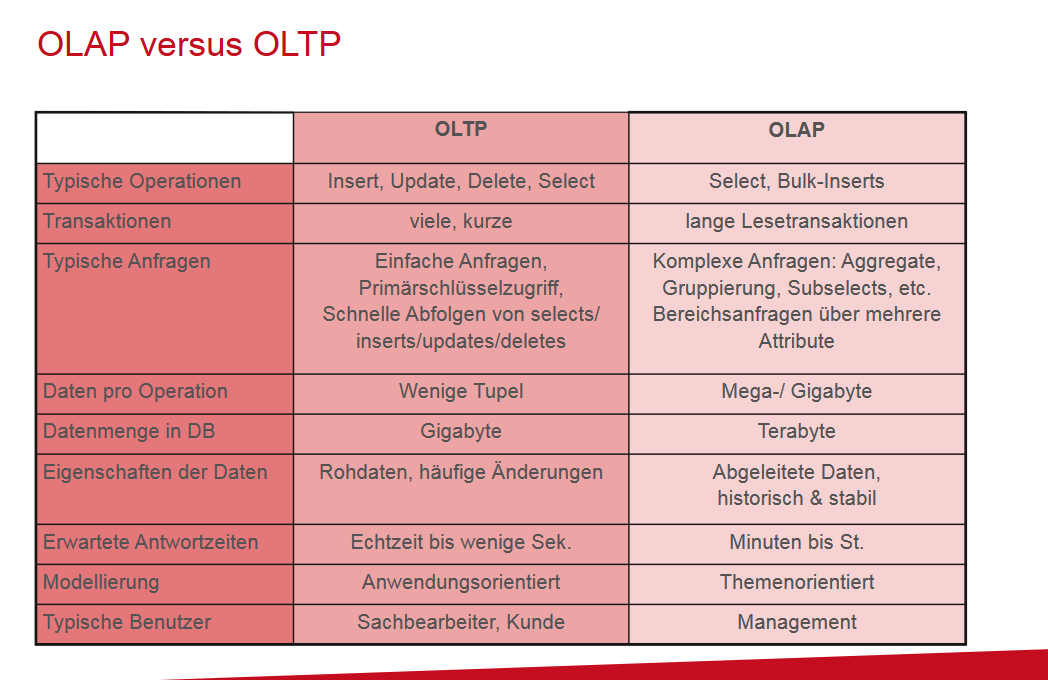 OLAP versus OLTP
OLTP
OLAP
Typische Operationen
Insert, Update, Delete, Select
Select, Bulk-Inserts
Transaktionen
viele, kurze
lange Lesetransaktionen
Typische Anfragen
Einfache Anfragen,
Primärschlüsselzugriff,
Schnelle Abfolgen von selects/
inserts/updates/deletes
Komplexe Anfragen: Aggregate,
Gruppierung, Subselects, etc.
Bereichsanfragen über mehrere
Attribute
Daten pro Operation
Wenige Tupel
Mega-/ Gigabyte
Datenmenge in DB
Gigabyte
Terabyte
Eigenschaften der Daten
Rohdaten, häufige Änderungen
Abgeleitete Daten,
historisch & stabil
Erwartete Antwortzeiten
Echtzeit bis wenige Sek.
Minuten bis St.
Modellierung
Anwendungsorientiert
Themenorientiert
Typische Benutzer
Sachbearbeiter, Kunde
Management